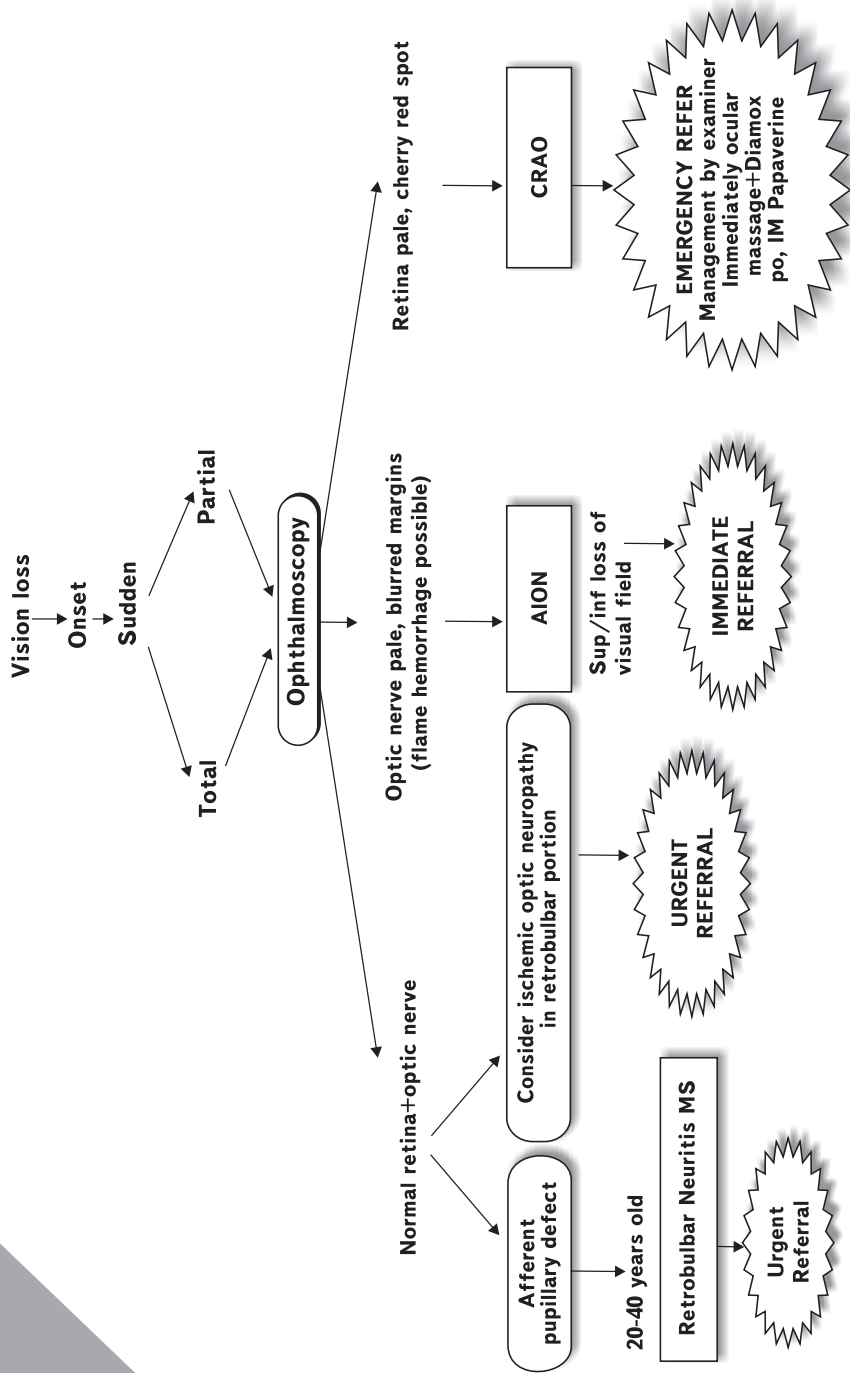 Vision loss
Onset
Sudden
Total
Partial
Ophthalmoscopy
Normal retina+optic nerve
Optic nerve pale, blurred margins
(flame hemorrhage possible)
Retina pale, cherry red spot
Afferent
pupillary defect
Consider ischemic optic neuropathy
in retrobulbar portion
AION
CRAO
20-40 years old
Sup/inf loss of
visual field
Retrobulbar Neuritis MS
Urgent
Referral
URGENT
REFERRAL
IMMEDIATE
REFERRAL
EMERGENCY REFER
Management by examiner
Immediately ocular
massage+Diamox
po, IM Papaverine